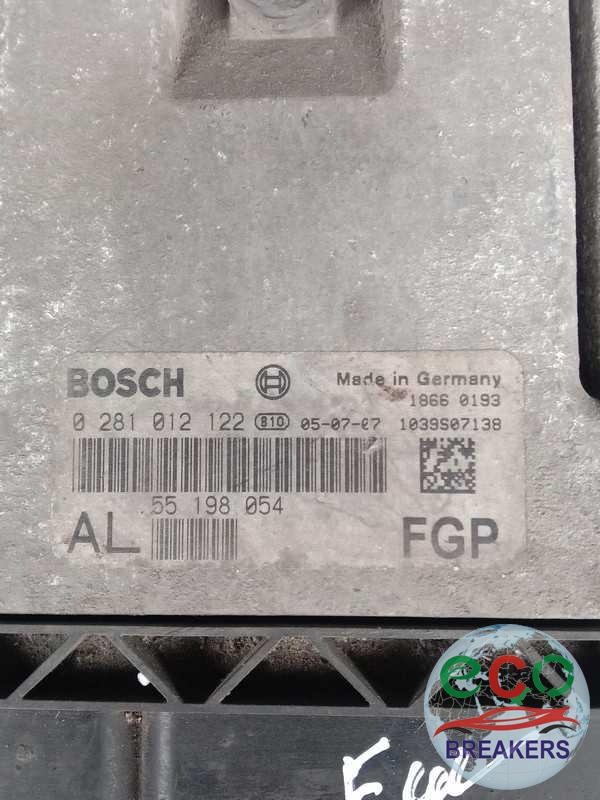 BOSCH
Made in Germany
1866 0193
0 281 012 122 B10 05-07-07 1039S07138
55 198 054
AL FGP
eco
BREAKERS